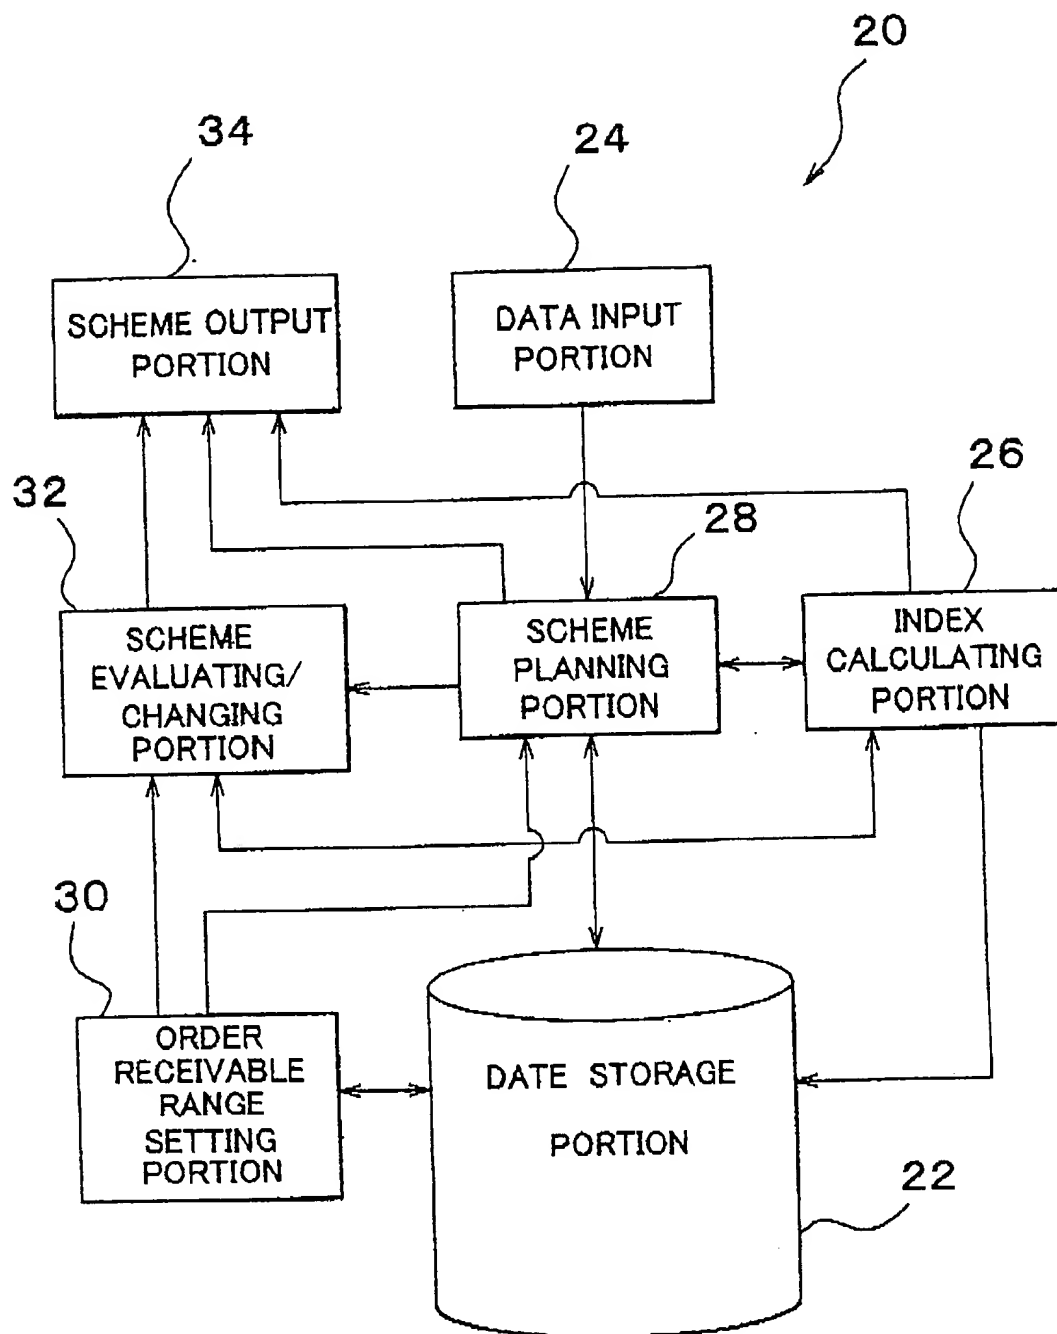 20
34
24
SCHEME OUTPUT
PORTION
DATA INPUT
PORTION
32
28
26
SCHEME
EVALUATING/
CHANGING
PORTION
SCHEME
PLANNING
PORTION
INDEX
CALCULATING
PORTION
30
ORDER
RECEIVABLE
RANGE
SETTING
PORTION
DATE STORAGE
PORTION
22